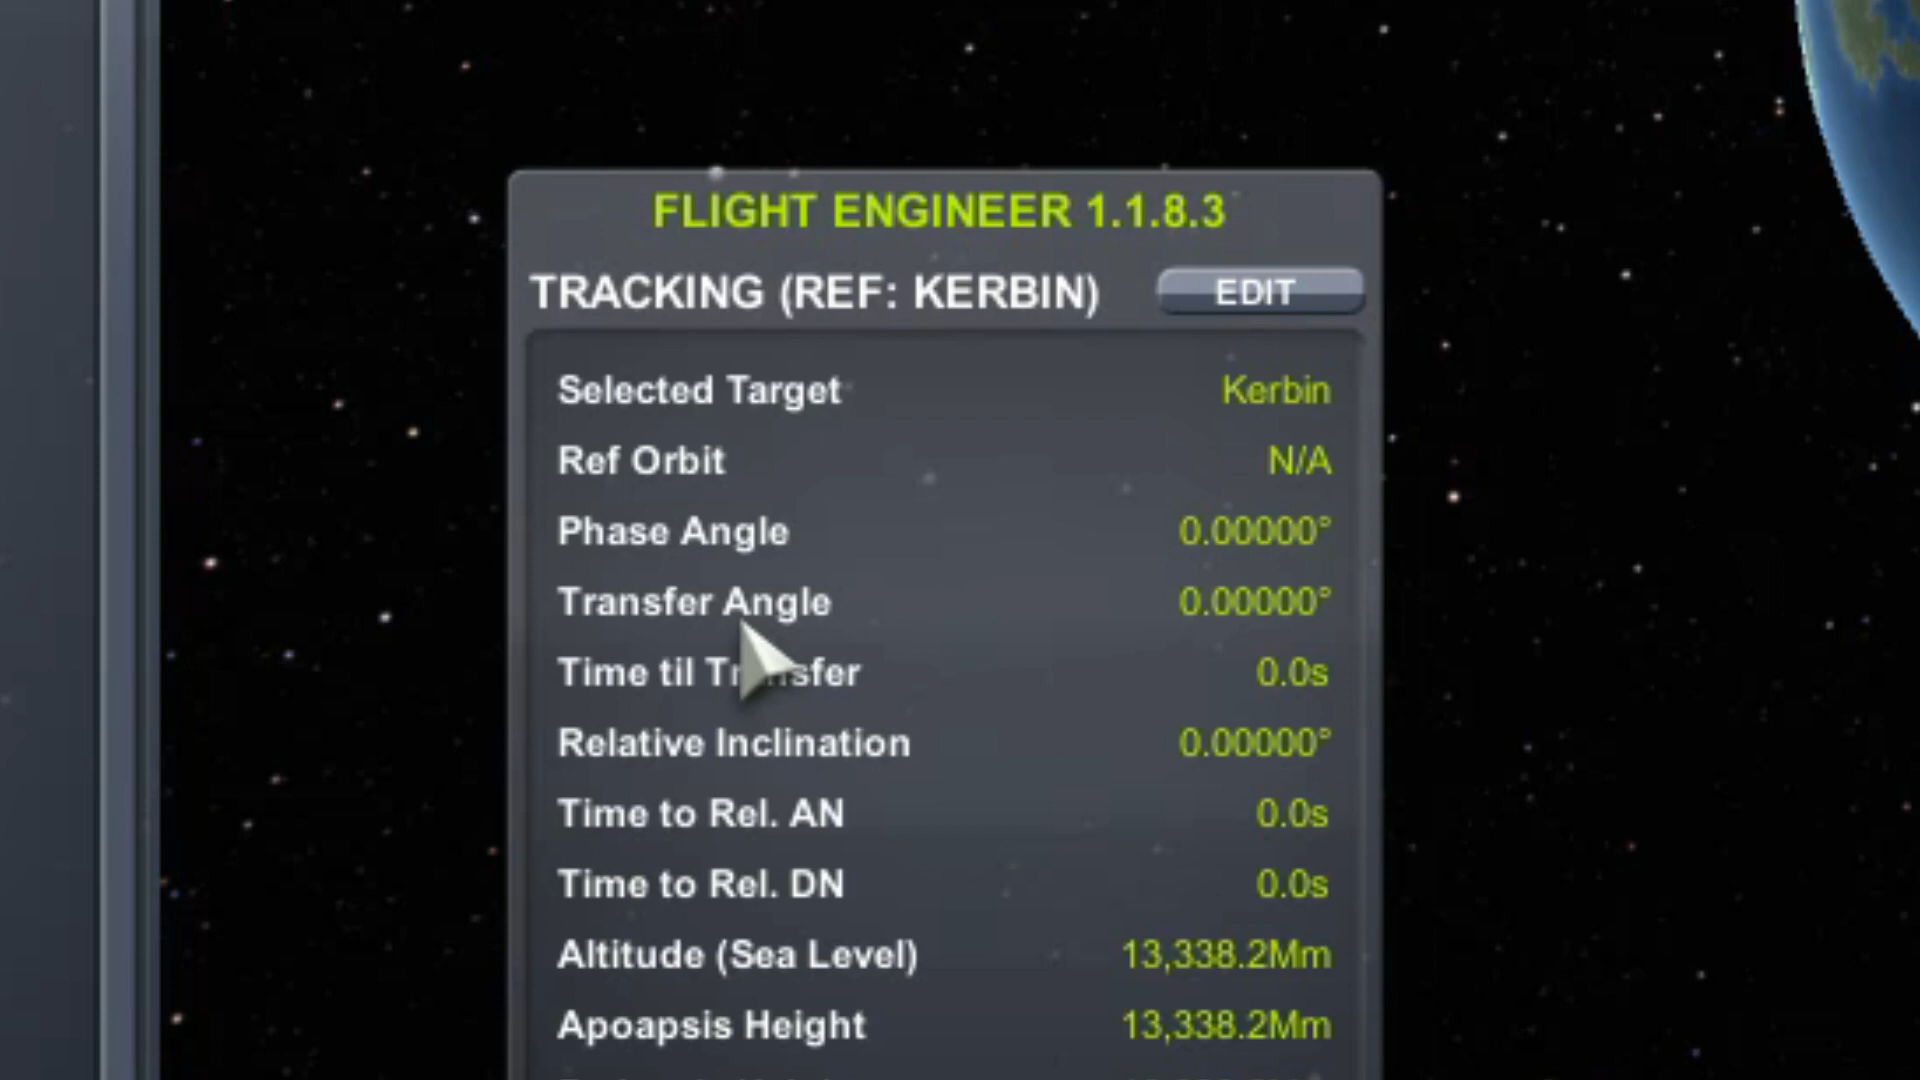 FLIGHT ENGINEER 1.1.8.3
TRACKING (REF: KERBIN) EDIT
Selected Target Kerbin
Ref Orbit N/A
Phase Angle 0.00000°
Transfer Angle 0.00000°
Time til Transfer 0.0s
Relative Inclination 0.00000°
Time to Rel. AN 0.0s
Time to Rel. DN 0.0s
Altitude (Sea Level) 13,338.2Mm
Apoapsis Height 13,338.2Mm